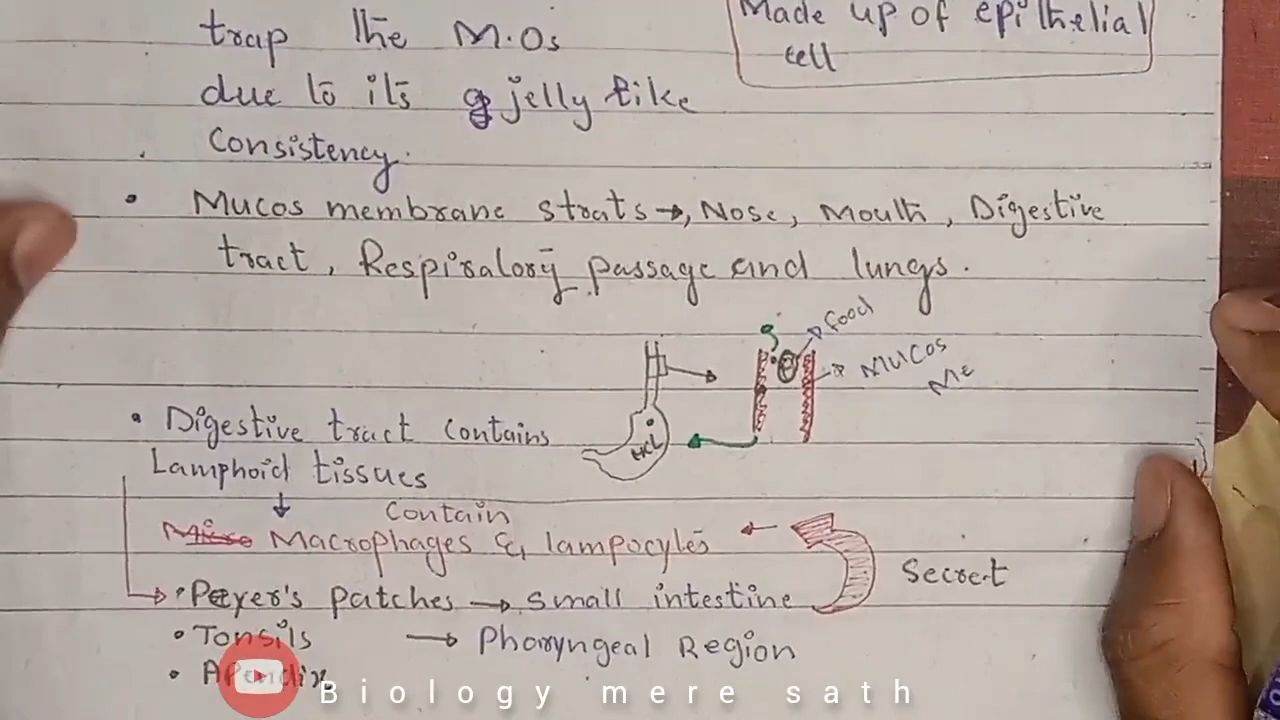 trap the M.Os
Made up of epithelial
cell
due to its jelly like
Consistency.
• Mucos membrane strats →, Nose, Mouth, Digestive
tract, Respiratory passage and lungs.
food
Mucos
Me
HCL
• Digestive tract contains
Lamphoid tissues
Contain
Macrophages & lampocytes
Secret
• Peyer's patches → small intestine
• Tonsils → Pharyngeal Region
• Apendix
Biology mere sath